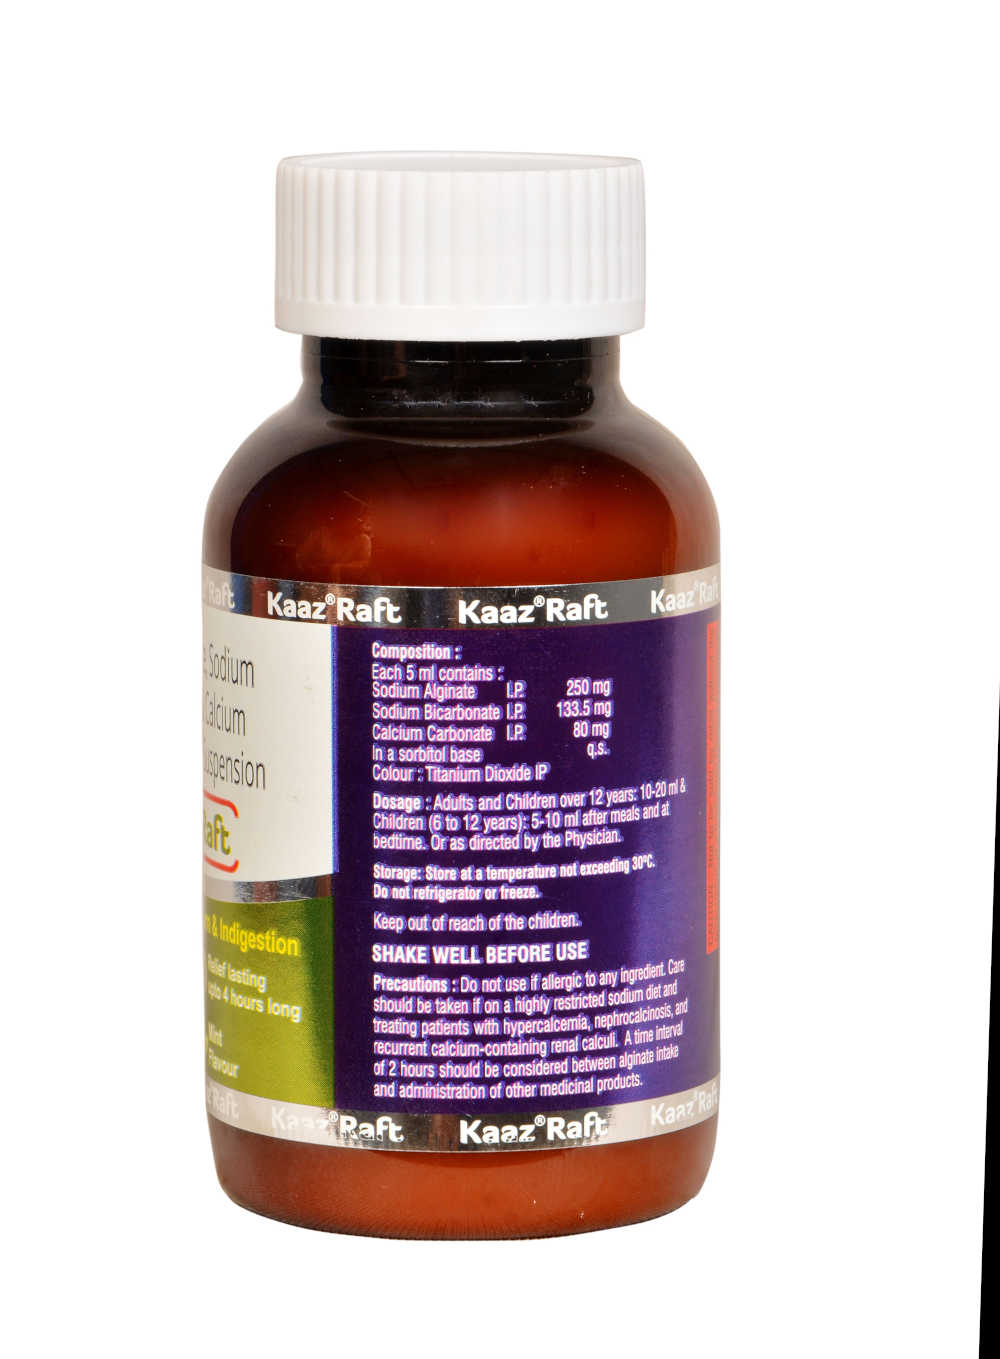 Raft Kaaz®Raft Kaaz®Raft Kaaz®Raft
Sodium
Calcium
Suspension
Raft
& Indigestion
Relief lasting
upto 4 hours long
Mint
Flavour
Composition :
Each 5 ml contains :
Sodium Alginate I.P. 250 mg
Sodium Bicarbonate I.P. 133.5 mg
Calcium Carbonate I.P. 80 mg
In a sorbitol base q.s.
Colour : Titanium Dioxide IP
Dosage : Adults and Children over 12 years: 10-20 ml &
Children (6 to 12 years): 5-10 ml after meals and at
bedtime. Or as directed by the Physician.
Storage: Store at a temperature not exceeding 30°C.
Do not refrigerator or freeze.
Keep out of reach of the children.
SHAKE WELL BEFORE USE
Precautions : Do not use if allergic to any ingredient. Care
should be taken if on a highly restricted sodium diet and
treating patients with hypercalcemia, nephrocalcinosis, and
recurrent calcium-containing renal calculi. A time interval
of 2 hours should be considered between alginate intake
and administration of other medicinal products.
Raft Kaaz®Raft Kaaz®Raft Kaaz®Raft